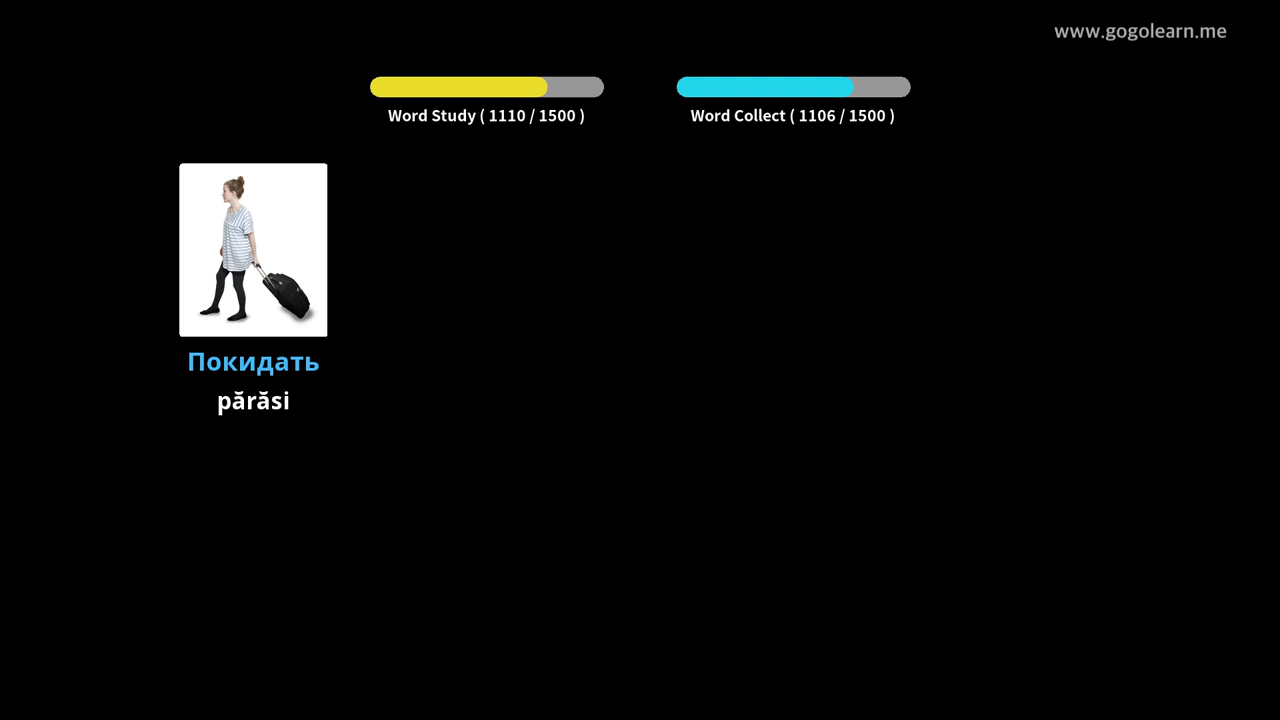 www.gogolearn.me
Word Study ( 1110 / 1500 )
Word Collect ( 1106 / 1500 )
Покидать
părăsi